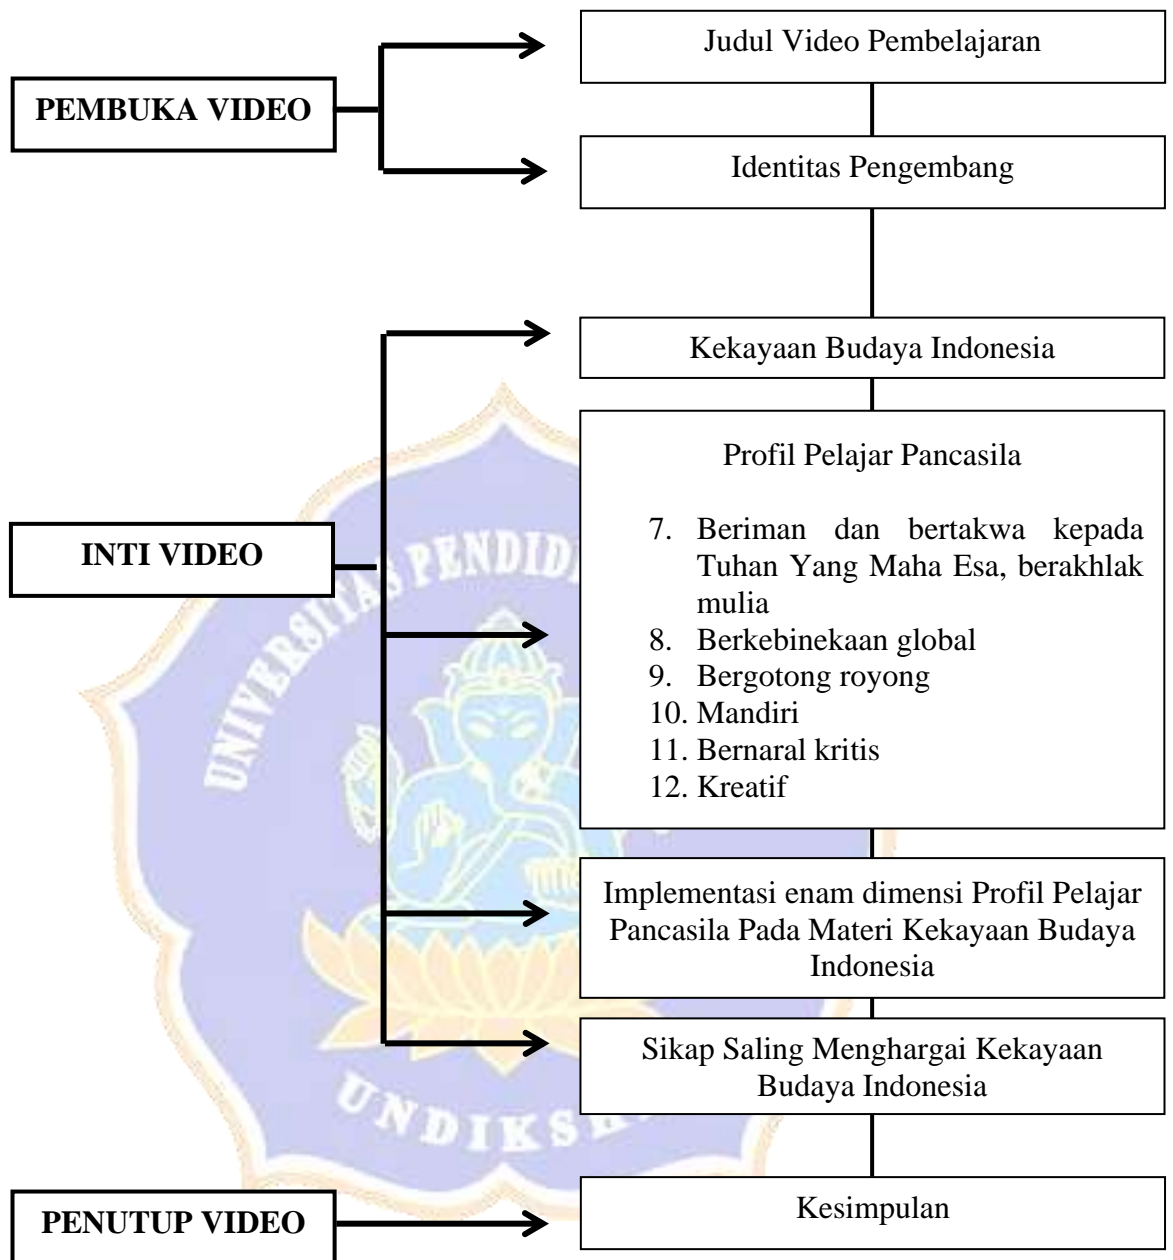 Judul Video Pembelajaran
PEMBUKA VIDEO
Identitas Pengembang
Kekayaan Budaya Indonesia
Profil Pelajar Pancasila
7. Beriman dan bertakwa kepada
Tuhan Yang Maha Esa, berakhlak
mulia
8. Berkebinekaan global
9. Bergotong royong
10. Mandiri
11. Bernaral kritis
12. Kreatif
INTI VIDEO
Implementasi enam dimensi Profil Pelajar
Pancasila Pada Materi Kekayaan Budaya
Indonesia
Sikap Saling Menghargai Kekayaan
Budaya Indonesia
PENUTUP VIDEO
Kesimpulan
UNIVERSITAS